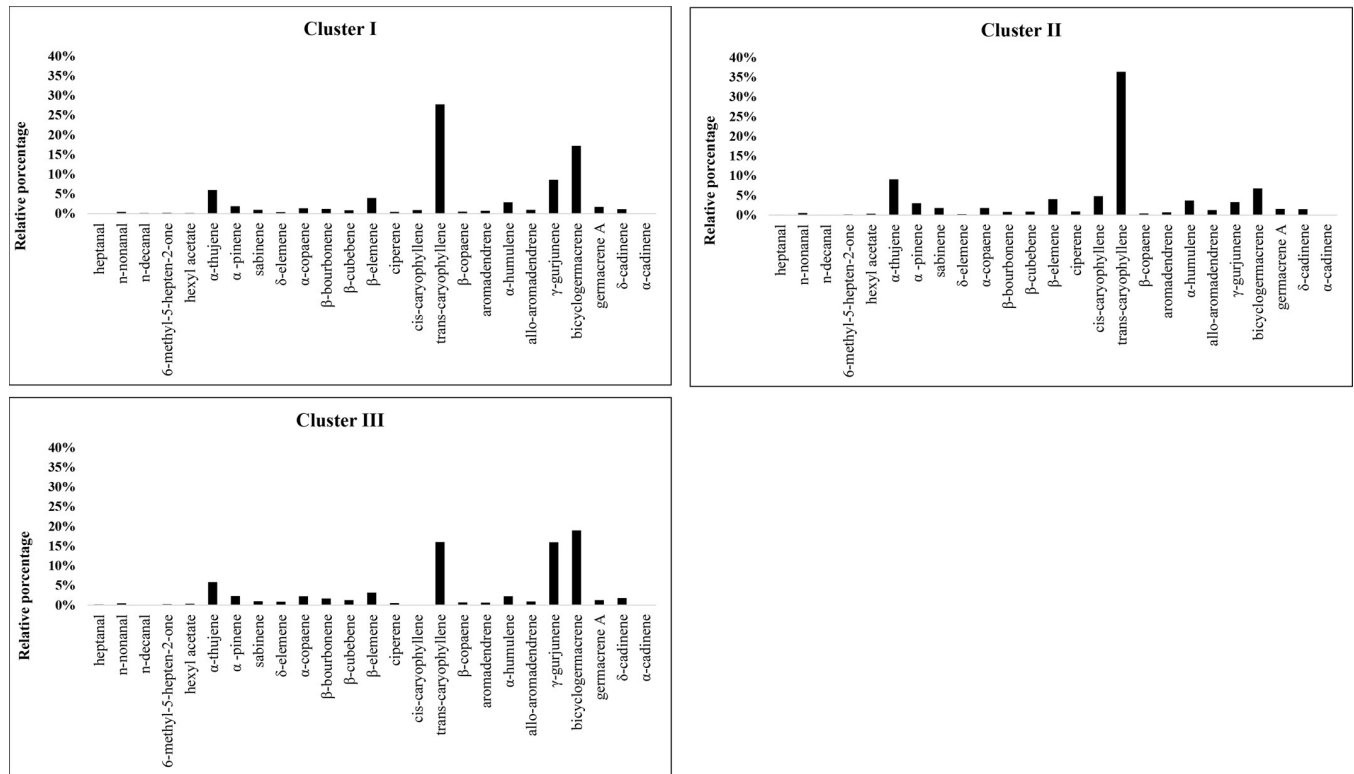 Cluster I
40%
35%
30%
25%
20%
15%
10%
5%
0%
Relative porcentage
heptanal
n-nonanal
n-decanal
6-methyl-5-hepten-2-one
hexyl acetate
α-thujene
α -pinene
sabinene
δ-elemene
α-copaene
β-bourbonene
β-cubebene
β-elemene
ciperene
cis-caryophyllene
trans-caryophyllene
β-copaene
aromadendrene
α-humulene
allo-aromadendrene
γ-gurjunene
bicyclogermacrene
germacrene A
δ-cadinene
α-cadinene
Cluster II
40%
35%
30%
25%
20%
15%
10%
5%
0%
Relative porcentage
heptanal
n-nonanal
n-decanal
6-methyl-5-hepten-2-one
hexyl acetate
α-thujene
α -pinene
sabinene
δ-elemene
α-copaene
β-bourbonene
β-cubebene
β-elemene
ciperene
cis-caryophyllene
trans-caryophyllene
β-copaene
aromadendrene
α-humulene
allo-aromadendrene
γ-gurjunene
bicyclogermacrene
germacrene A
δ-cadinene
α-cadinene
Cluster III
40%
35%
30%
25%
20%
15%
10%
5%
0%
Relative porcentage
heptanal
n-nonanal
n-decanal
6-methyl-5-hepten-2-one
hexyl acetate
α-thujene
α -pinene
sabinene
δ-elemene
α-copaene
β-bourbonene
β-cubebene
β-elemene
ciperene
cis-caryophyllene
trans-caryophyllene
β-copaene
aromadendrene
α-humulene
allo-aromadendrene
γ-gurjunene
bicyclogermacrene
germacrene A
δ-cadinene
α-cadinene